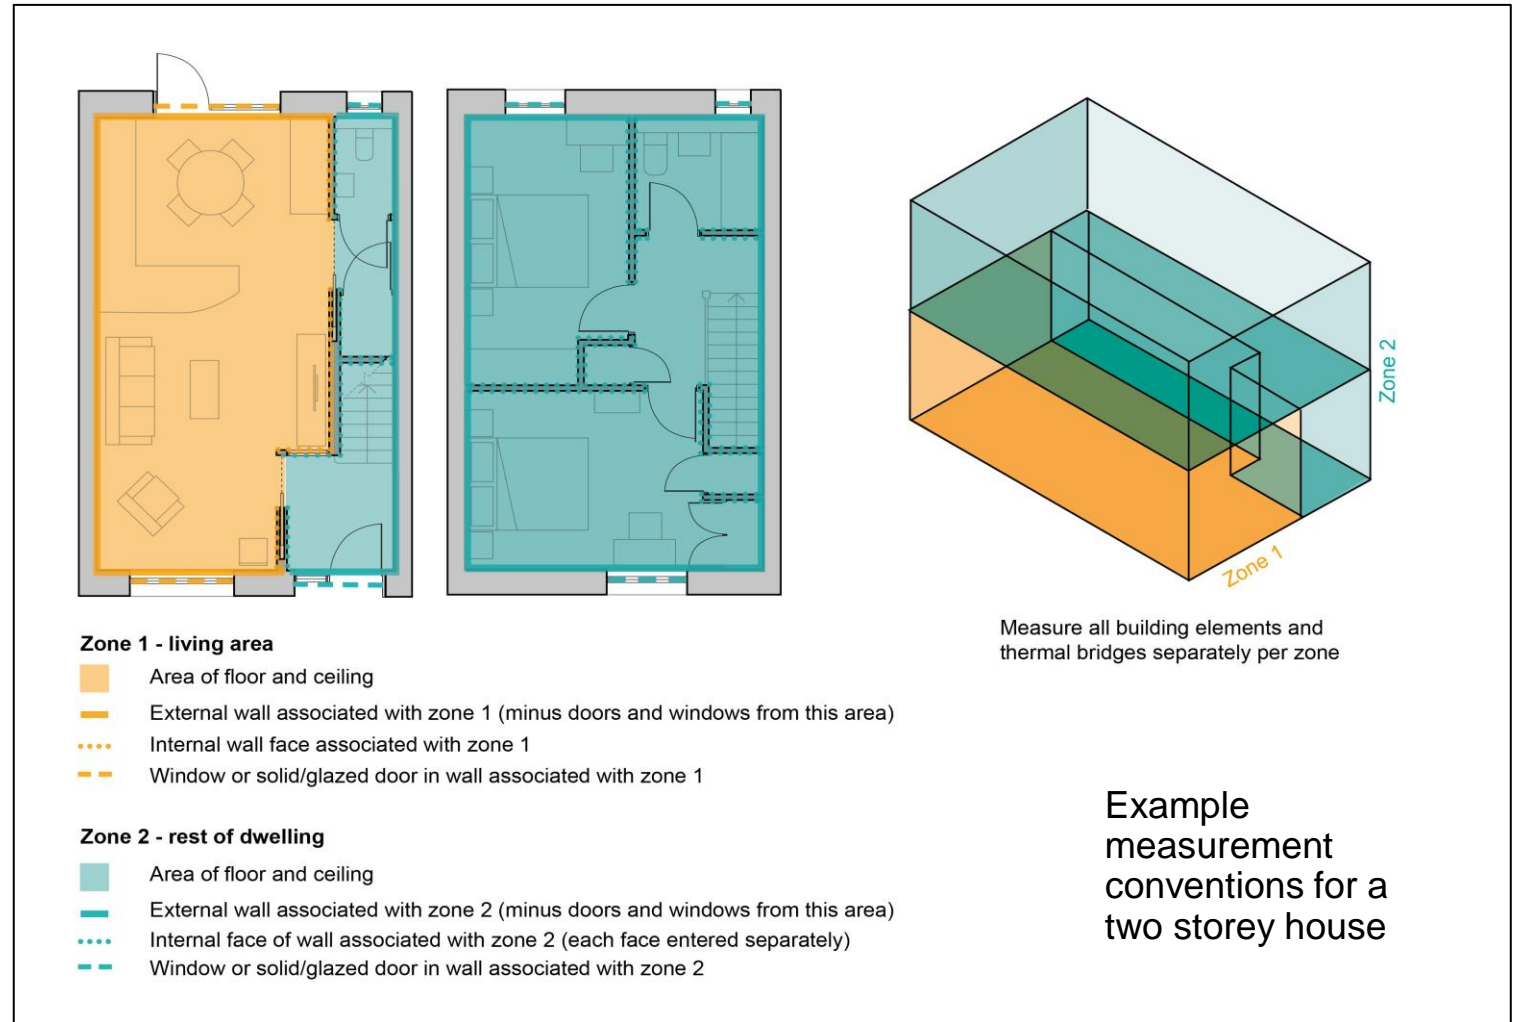 Zone 2
Zone 1
Measure all building elements and
thermal bridges separately per zone
Zone 1 - living area
Area of floor and ceiling
External wall associated with zone 1 (minus doors and windows from this area)
Internal wall face associated with zone 1
Window or solid/glazed door in wall associated with zone 1
Zone 2 - rest of dwelling
Area of floor and ceiling
External wall associated with zone 2 (minus doors and windows from this area)
Internal face of wall associated with zone 2 (each face entered separately)
Window or solid/glazed door in wall associated with zone 2
Example
measurement
conventions for a
two storey house